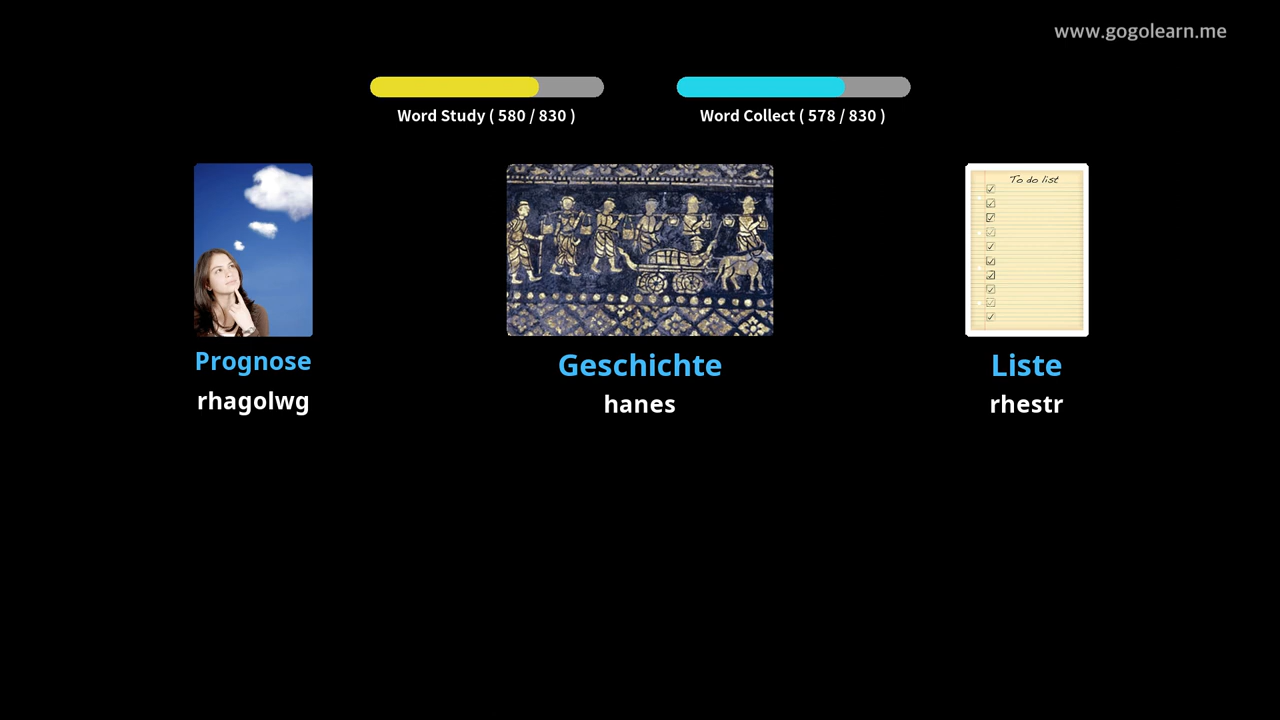 www.gogolearn.me
Word Study ( 580 / 830 )
Word Collect ( 578 / 830 )
To do list
Prognose
rhagolwg
Geschichte
hanes
Liste
rhestr